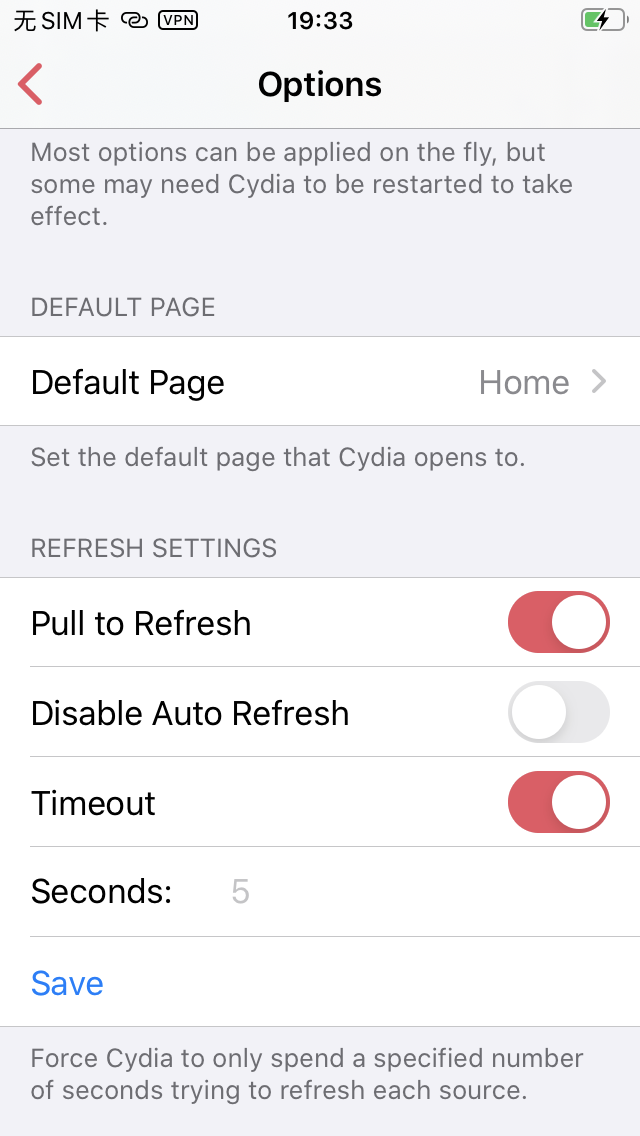 无SIM卡 VPN 19:33
Options
Most options can be applied on the fly, but
some may need Cydia to be restarted to take
effect.
DEFAULT PAGE
Default Page Home
Set the default page that Cydia opens to.
REFRESH SETTINGS
Pull to Refresh
Disable Auto Refresh
Timeout
Seconds: 5
Save
Force Cydia to only spend a specified number
of seconds trying to refresh each source.